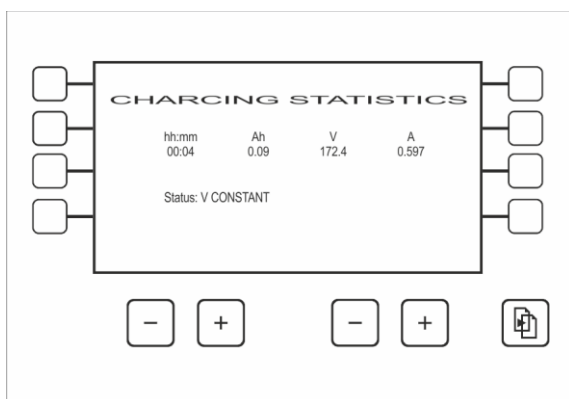 CHARCING STATISTICS
hh:mm Ah V A
00:04 0.09 172.4 0.597
Status: V CONSTANT
− + − +